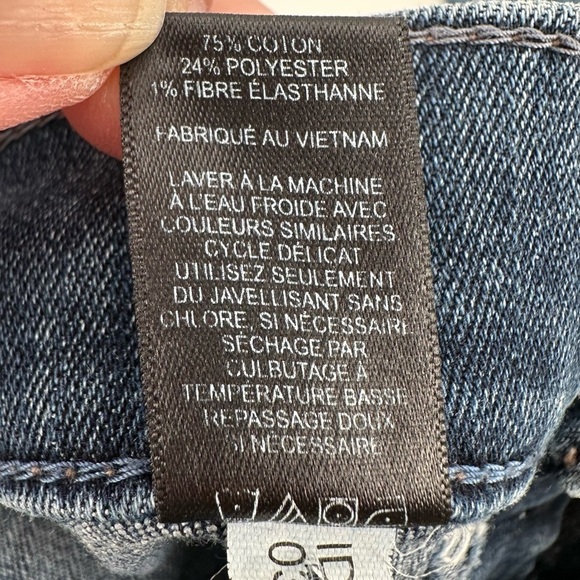 75% COTON
24% POLYESTER
1% FIBRE ÉLASTHANNE
FABRIQUÉ AU VIETNAM
LAVER À LA MACHINE
À L'EAU FROIDE AVEC
COULEURS SIMILAIRES
CYCLE DÉLICAT
UTILISEZ SEULEMENT
DU JAVELLISANT SANS
CHLORE, SI NÉCESSAIRE
SÉCHAGE PAR
CULBUTAGE À
TEMPÉRATURE BASSE
REPASSAGE DOUX
SI NÉCESSAIRE